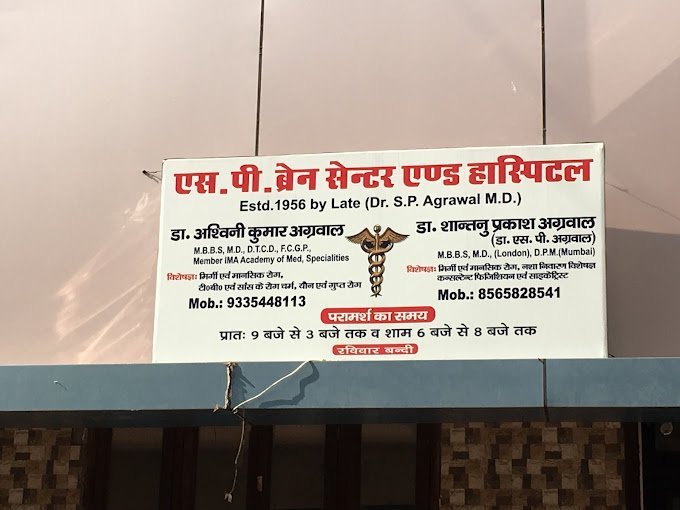 एस.पी.ब्रेन सेन्टर एण्ड हास्पिटल
Estd.1956 by Late (Dr. S.P. Agrawal M.D.)
डा. अश्विनी कुमार अग्रवाल
M.B.B.S, M.D., D.T.C.D., F.C.G.P.,
Member IMA Academy of Med, Specialities
विशेषज्ञः मिर्गी एवं मानसिक रोग,
टी०बी० एवं साँस के रोग चर्म, यौन एवं गुप्त रोग
Mob.: 9335448113
डा. शान्तनु प्रकाश अग्रवाल
(डा. एस. पी. अग्रवाल)
M.B.B.S, M.D., (London), D.P.M.(Mumbai)
विशेषज्ञः मिर्गी एवं मानसिक रोग, नशा निवारण विशेषज्ञ
कन्सल्टेन्ट फिजिशियन एवं साइकेट्रिस्ट
Mob.: 8565828541
परामर्श का समय
प्रातः 9 बजे से 3 बजे तक व शाम 6 बजे से 8 बजे तक
रविवार बन्दी